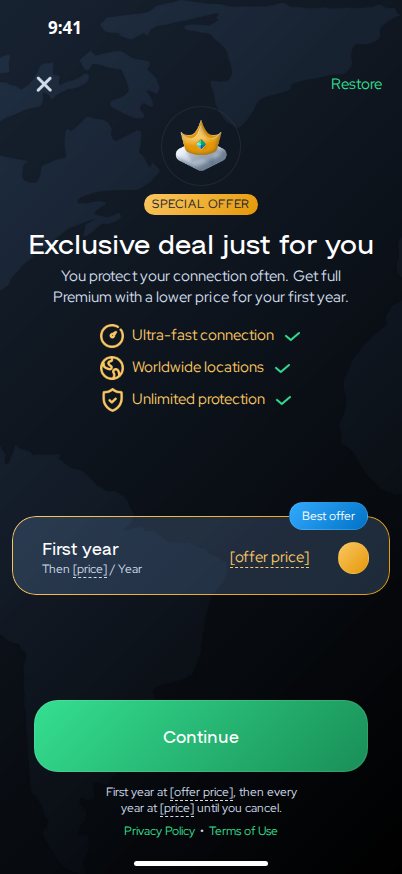 9:41
Restore
SPECIAL OFFER
Exclusive deal just for you
You protect your connection often. Get full
Premium with a lower price for your first year.
Ultra-fast connection
Worldwide locations
Unlimited protection
Best offer
First year
[offer price]
Then [price] / Year
Continue
First year at [offer price], then every
year at [price] until you cancel.
Privacy Policy • Terms of Use